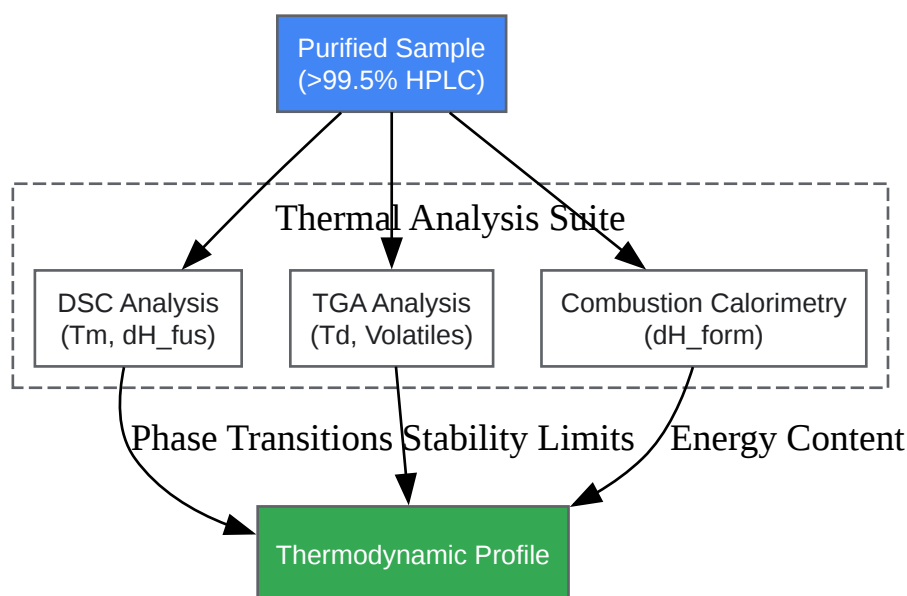 Purified Sample
(>99.5% HPLC)
Thermal Analysis Suite
DSC Analysis
(Tm, dH_fus)
TGA Analysis
(Td, Volatiles)
Combustion Calorimetry
(dH_form)
Phase Transitions
Stability Limits
Energy Content
Thermodynamic Profile